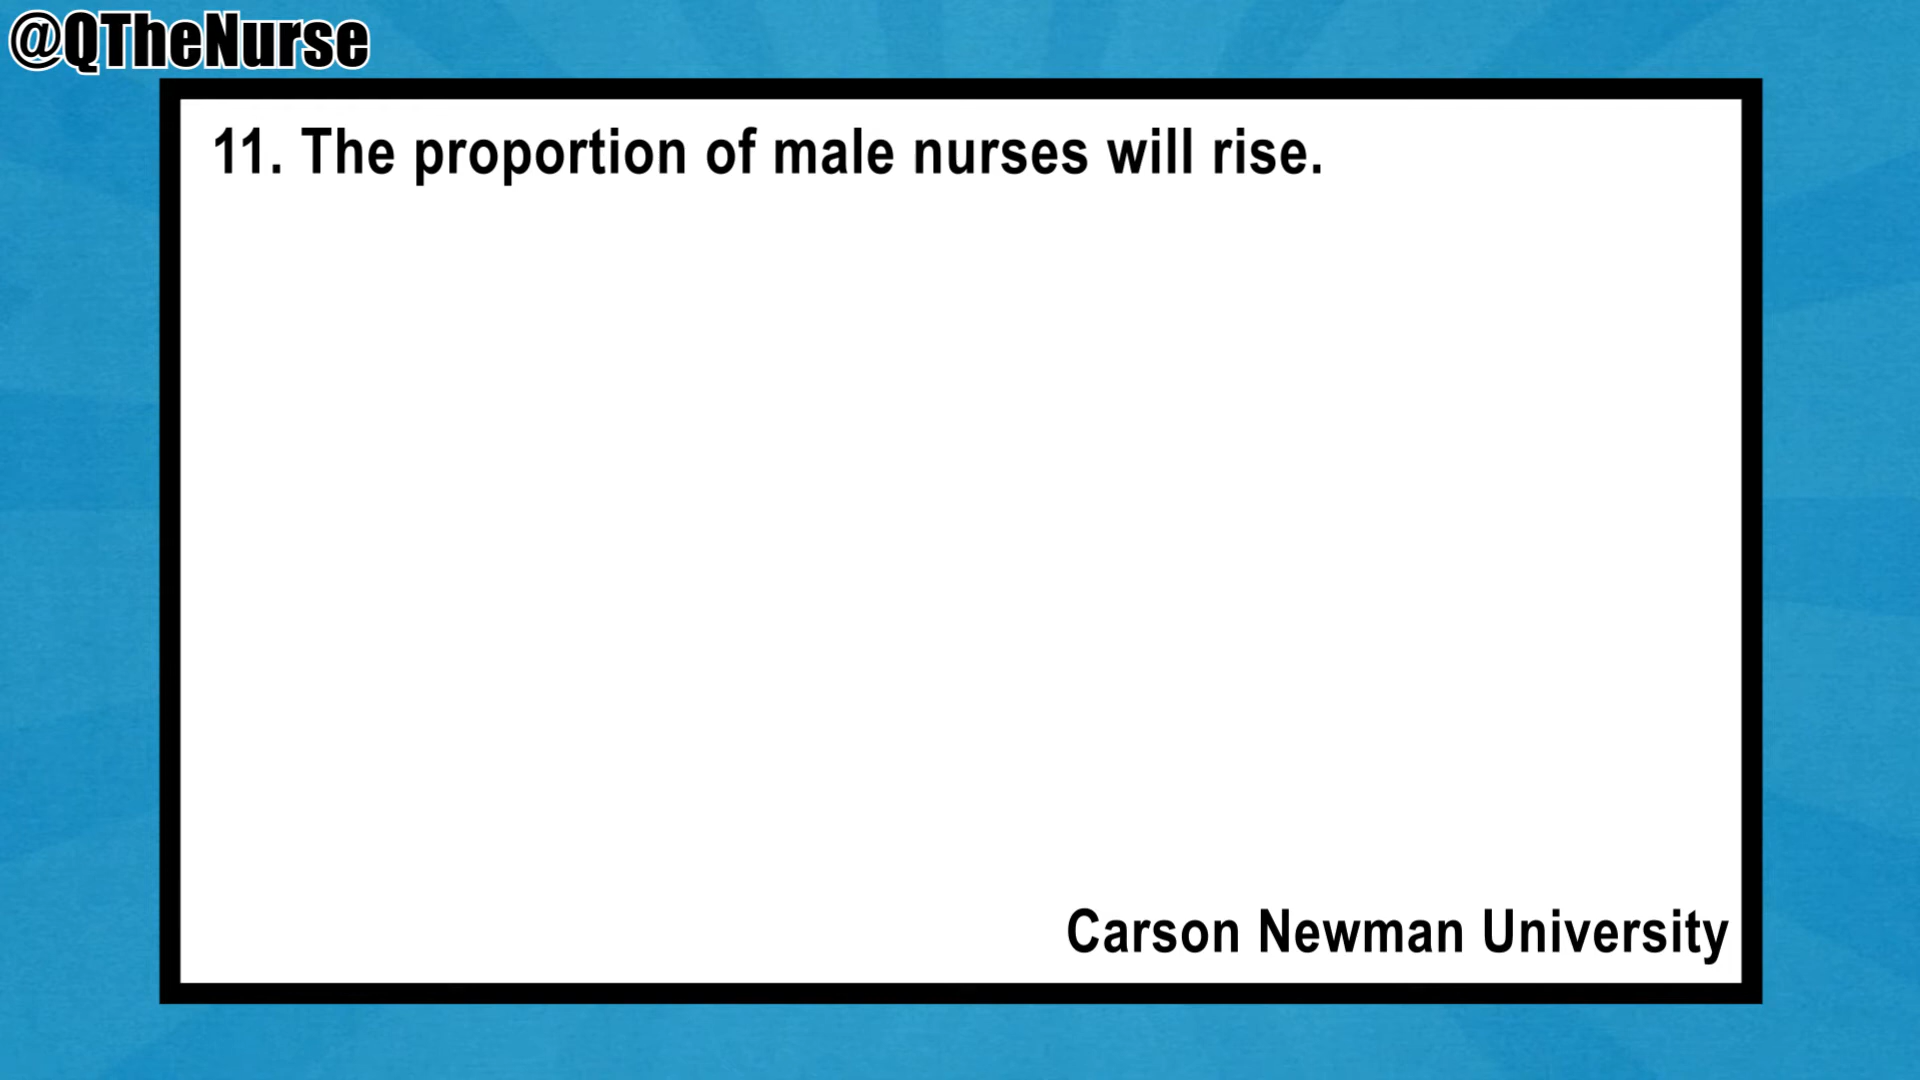 @QTheNurse
11. The proportion of male nurses will rise.
Carson Newman University